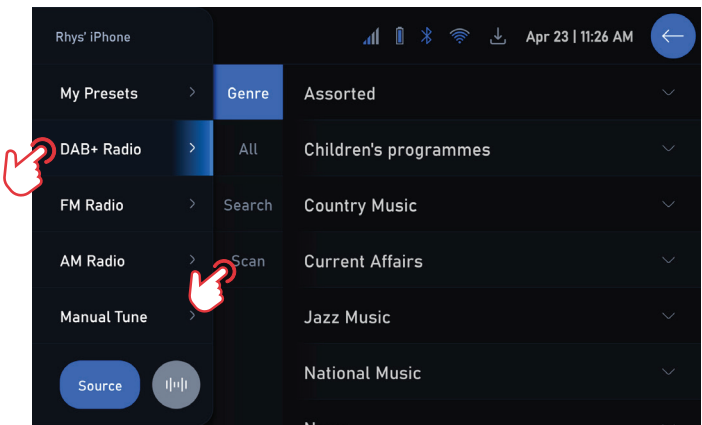 Rhys' iPhone
Apr 23 | 11:26 AM
My Presets
Genre
Assorted
DAB+ Radio
All
Children's programmes
FM Radio
Search
Country Music
AM Radio
Scan
Current Affairs
Manual Tune
Jazz Music
Source
National Music